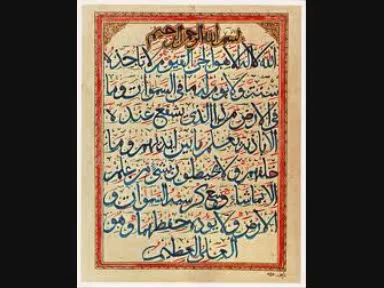 بسم الله الرحمن الرحيم
الله لا اله الا هو الحي القيوم لا تاخذه
سنة ولا نوم له ما في السموات وما
في الارض من ذا الذي يشفع عنده الا
باذنه يعلم ما بين ايديهم وما
خلفهم ولا يحيطون بشيء من علمه
الا بما شاء وسع كرسيه السموات و
الارض ولا يوده حفظهما وهو
العلي العظيم